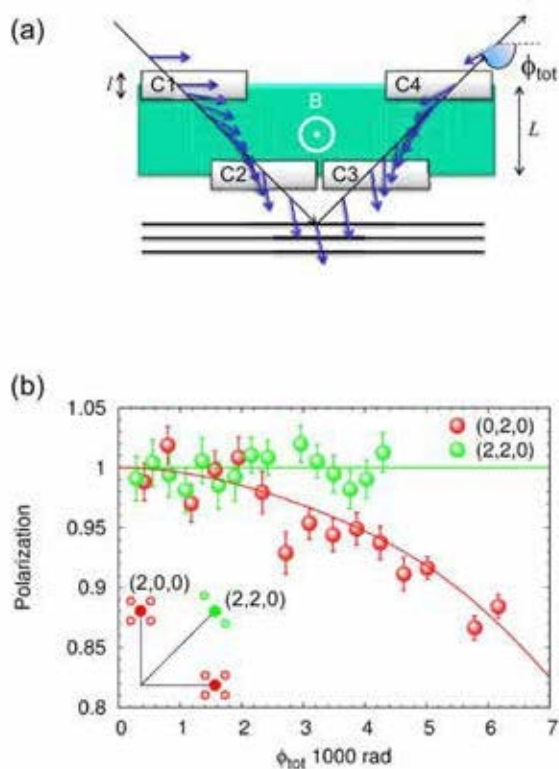 (a)
ϕtot
l
C1
C4
B
L
C2
C3
(b)
1.05
(0,2,0)
(2,2,0)
1
0.95
Polarization
(2,0,0)
(2,2,0)
0.9
0.85
0.8
0 1 2 3 4 5 6 7
ϕtot 1000 rad